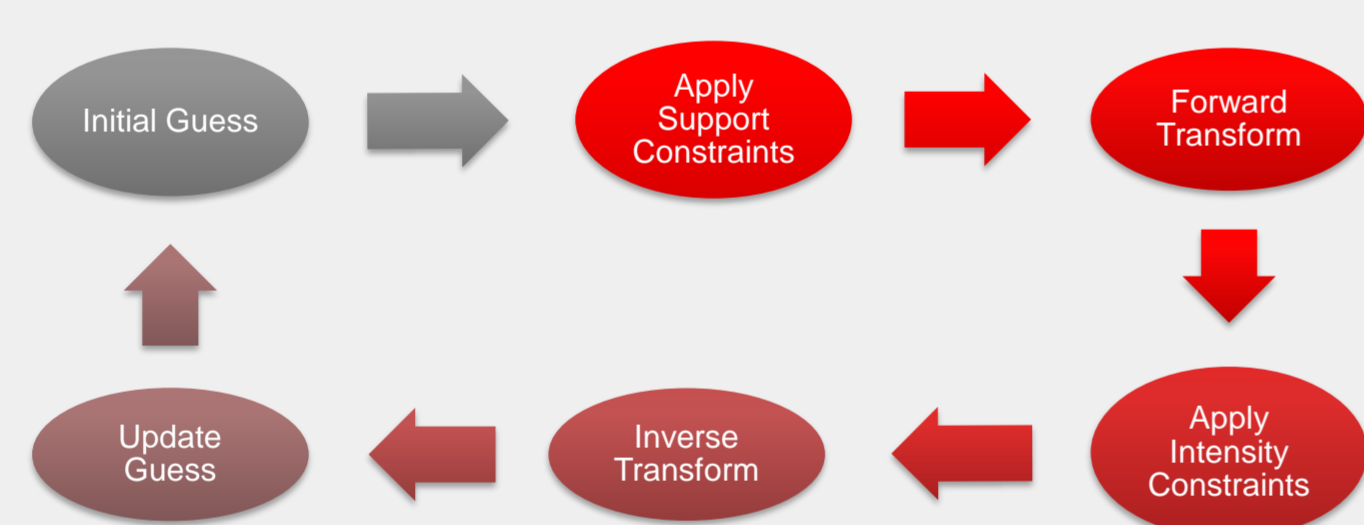 Initial Guess
Apply
Support
Constraints
Forward
Transform
Apply
Intensity
Constraints
Inverse
Transform
Update
Guess